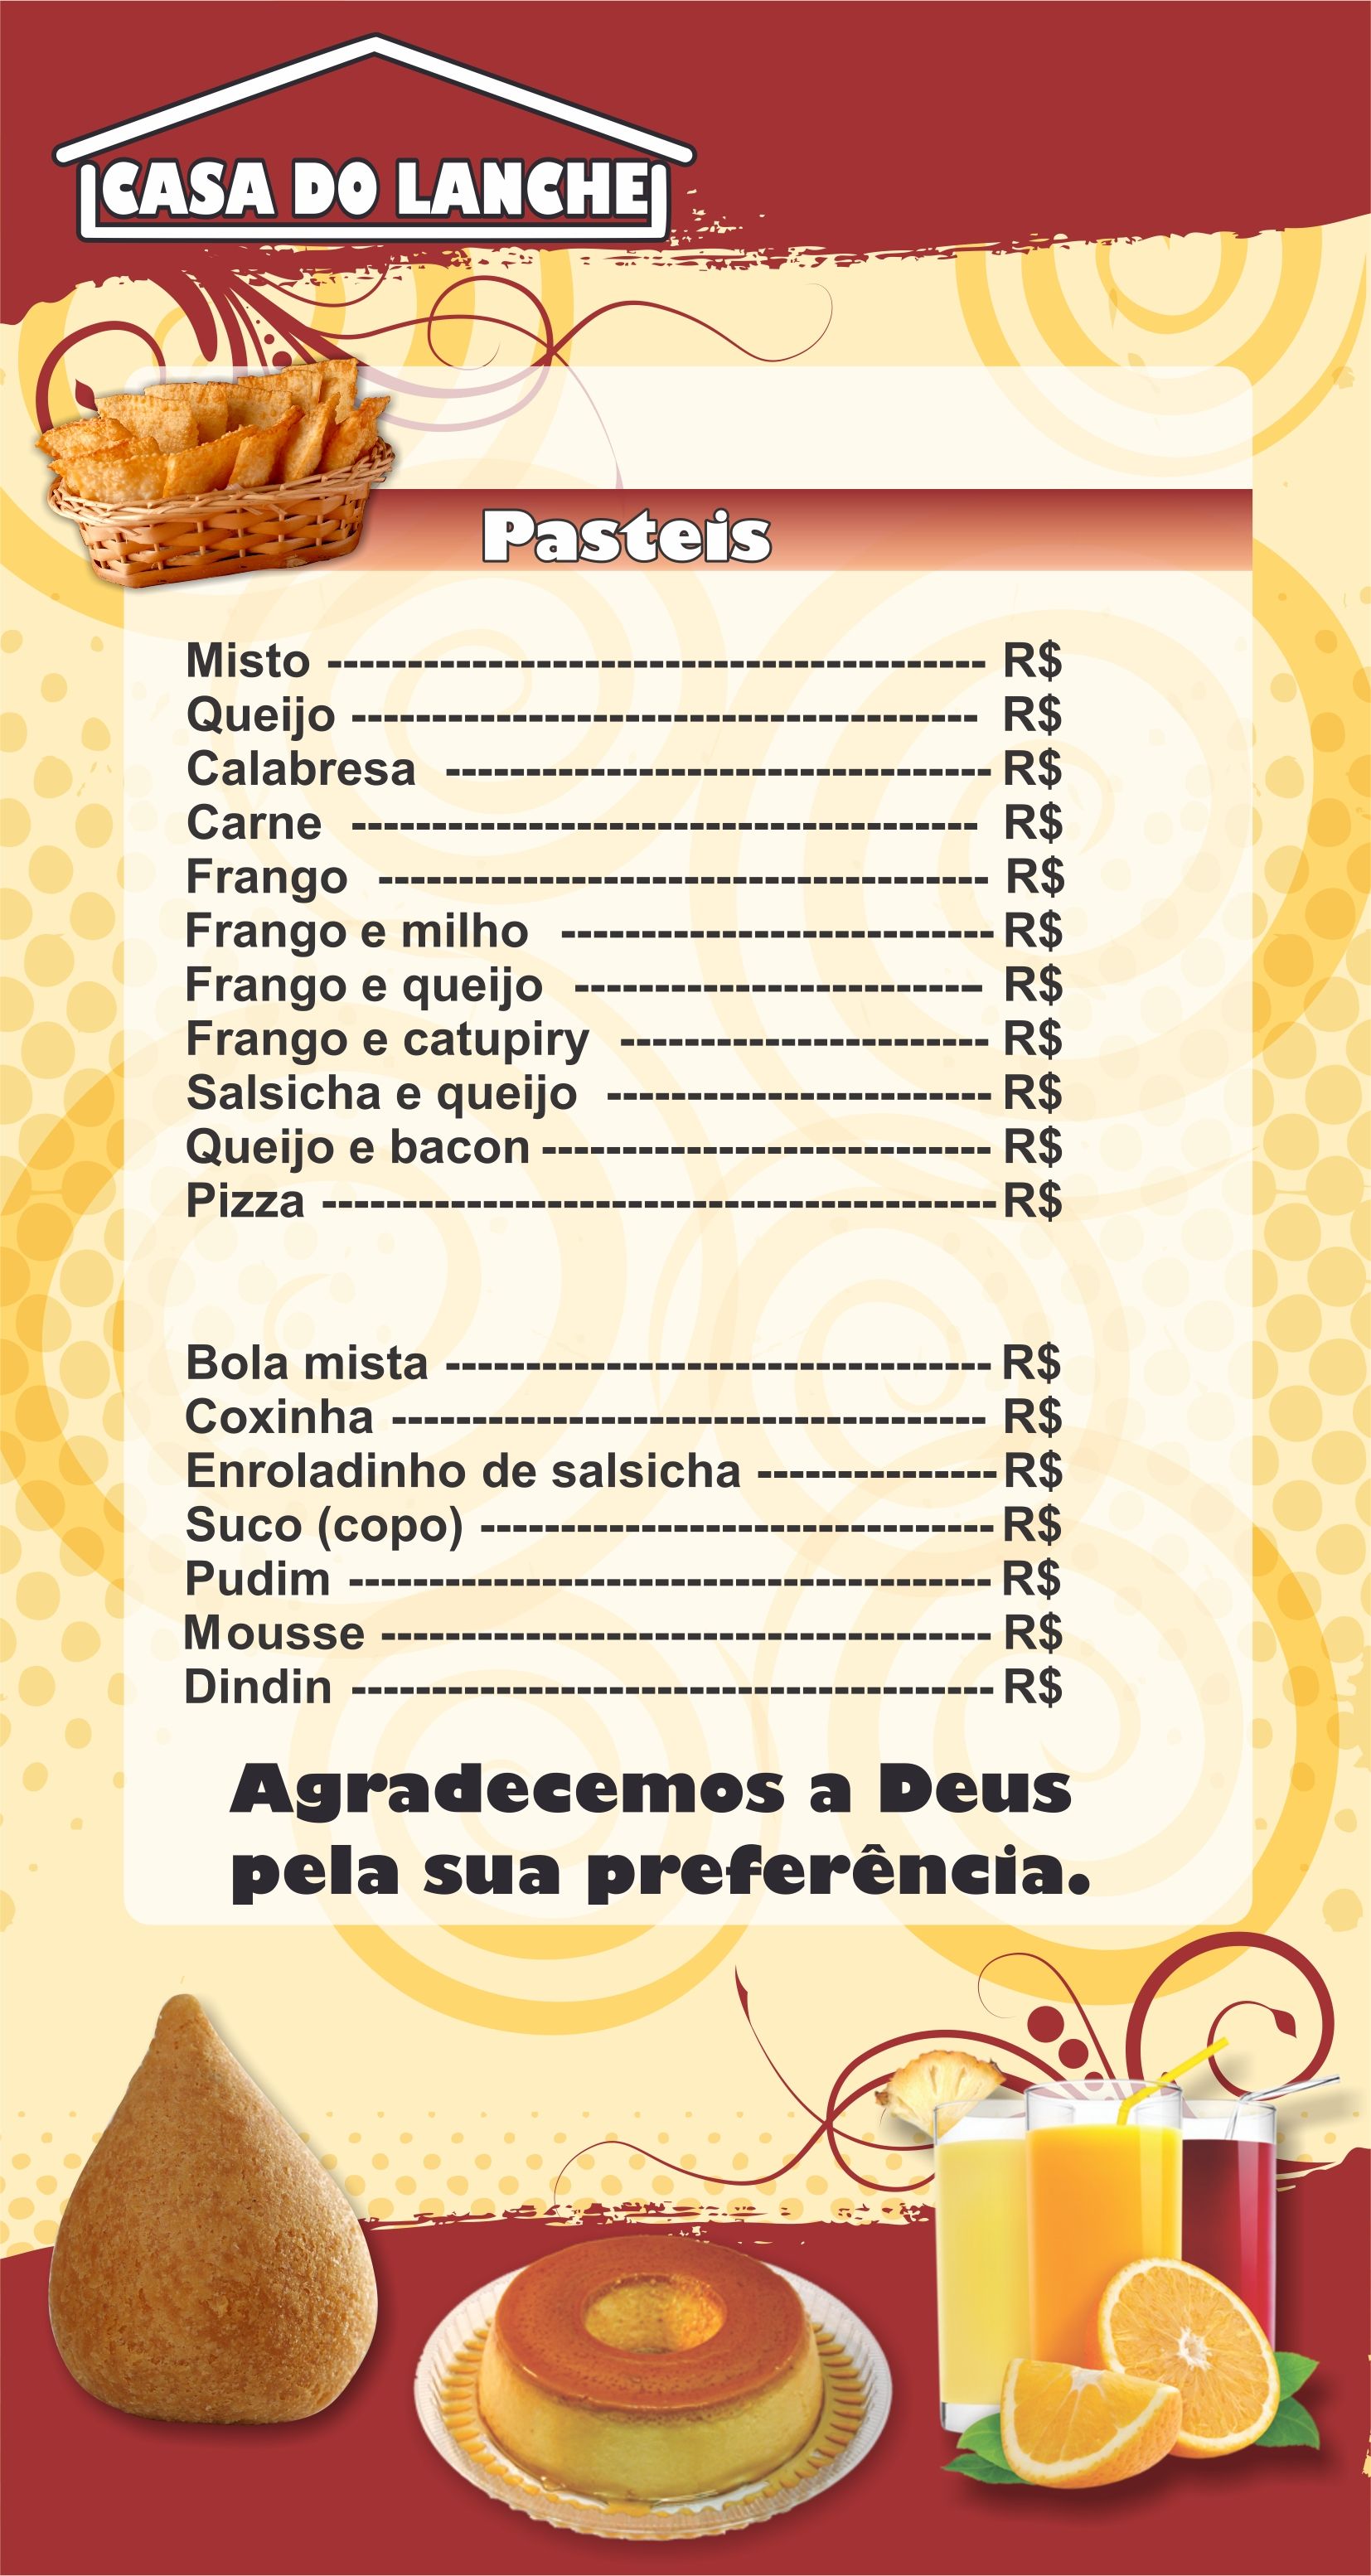 CASA DO LANCHE
Pasteis
Misto ----------------------------------------- R$
Queijo --------------------------------------- R$
Calabresa ---------------------------------- R$
Carne --------------------------------------- R$
Frango -------------------------------------- R$
Frango e milho --------------------------- R$
Frango e queijo -------------------------- R$
Frango e catupiry ----------------------- R$
Salsicha e queijo ------------------------ R$
Queijo e bacon ---------------------------- R$
Pizza ------------------------------------------ R$
Bola mista ---------------------------------- R$
Coxinha ------------------------------------- R$
Enroladinho de salsicha --------------- R$
Suco (copo) -------------------------------- R$
Pudim ---------------------------------------- R$
Mousse -------------------------------------- R$
Dindin ---------------------------------------- R$
Agradecemos a Deus
pela sua preferência.